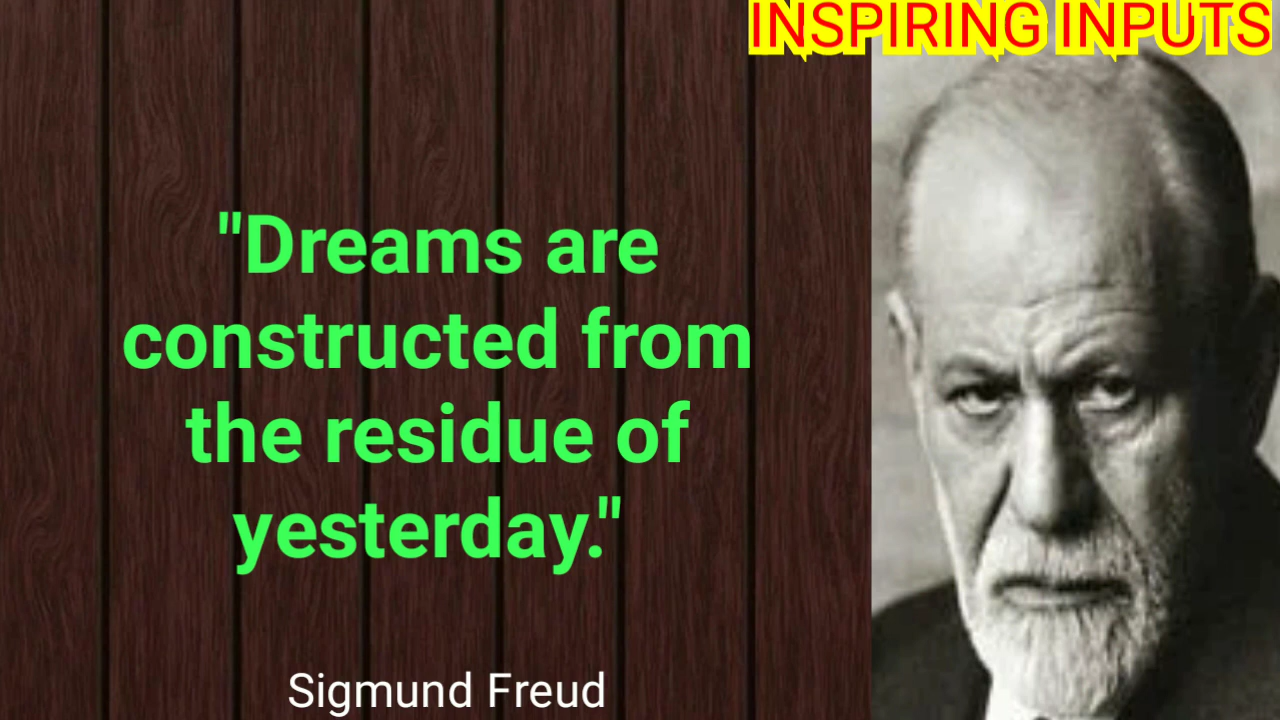 INSPIRING INPUTS
"Dreams are
constructed from
the residue of
yesterday."
Sigmund Freud